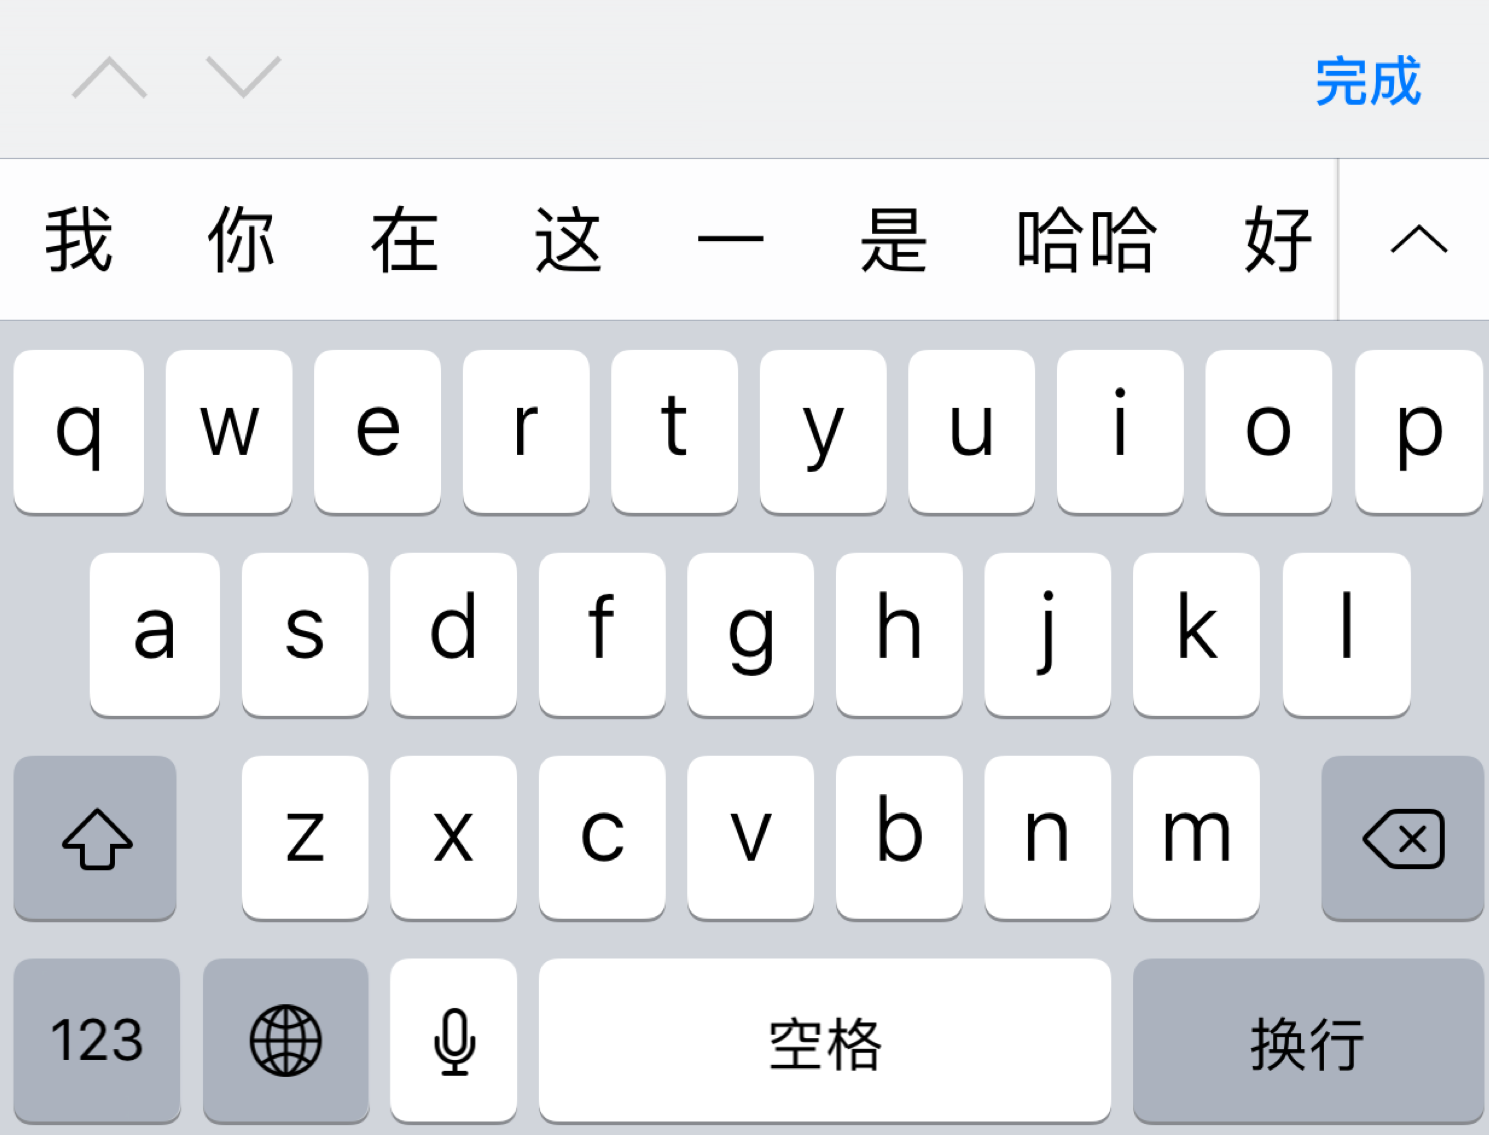 完成
我 你 在 这 一 是 哈哈 好
q w e r t y u i o p
a s d f g h j k l
z x c v b n m
123 空格 换行